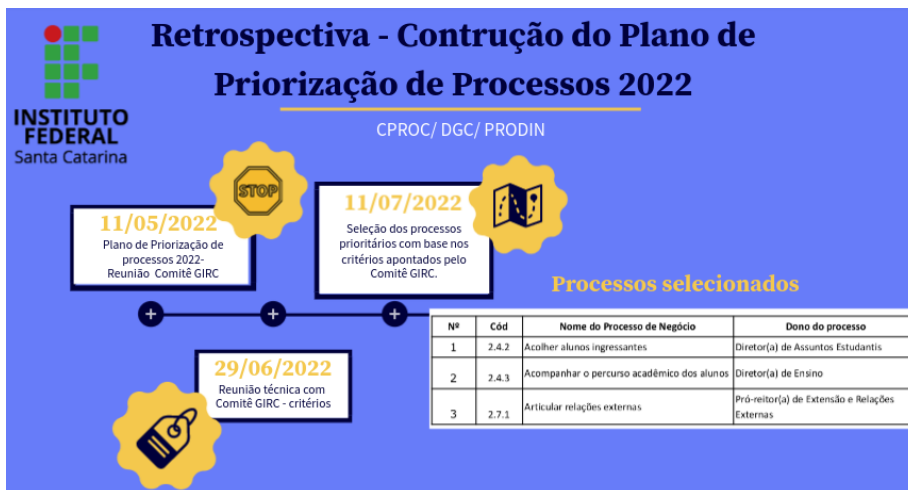 Retrospectiva - Contrução do Plano de
Priorização de Processos 2022
CPROC/ DGC/ PRODIN
INSTITUTO
FEDERAL
Santa Catarina
STOP
11/05/2022
Plano de Priorização de
processos 2022-
Reunião Comitê GIRC
11/07/2022
Seleção dos processos
prioritários com base nos
critérios apontados pelo
Comitê GIRC.
29/06/2022
Reunião técnica com
Comitê GIRC - critérios
Processos selecionados
Nº Cód Nome do Processo de Negócio Dono do processo
1 2.4.2 Acolher alunos ingressantes Diretor(a) de Assuntos Estudantis
2 2.4.3 Acompanhar o percurso acadêmico dos alunos Diretor(a) de Ensino
3 2.7.1 Articular relações externas Pró-reitor(a) de Extensão e Relações
Externas